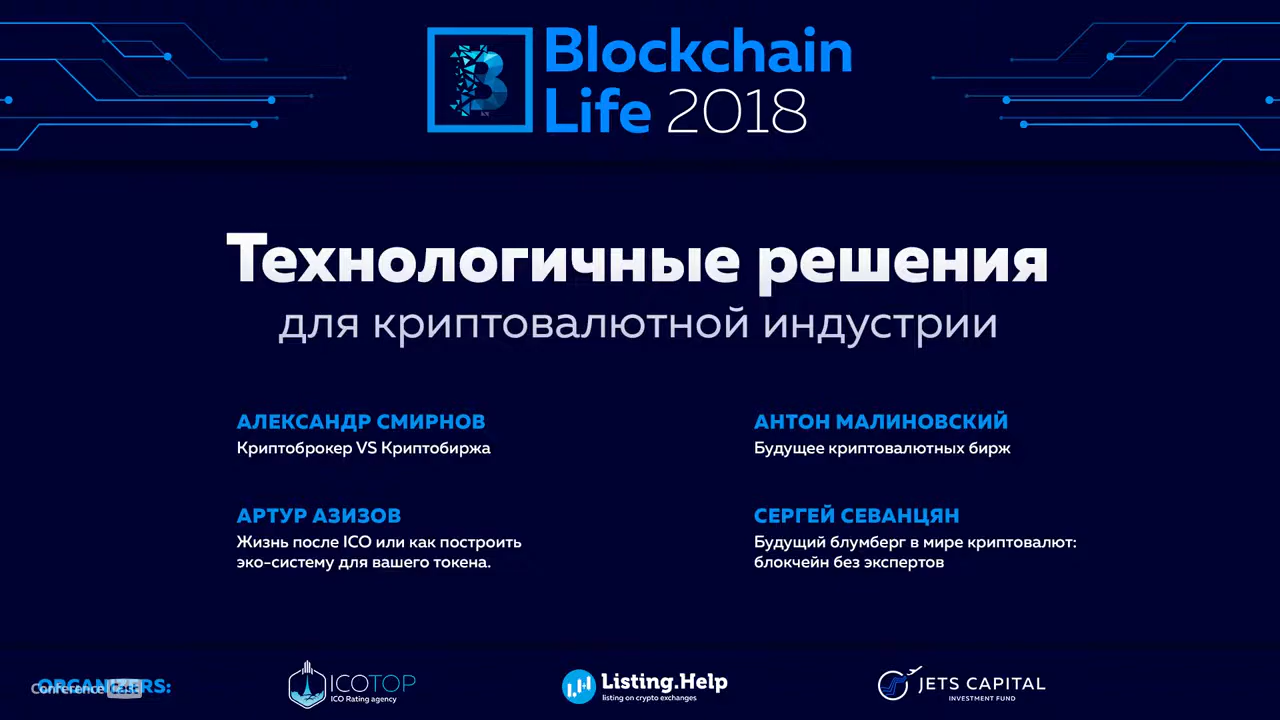 Blockchain
Life 2018
Технологичные решения
для криптовалютной индустрии
АЛЕКСАНДР СМИРНОВ
Криптоброкер VS Криптобиржа
АНТОН МАЛИНОВСКИЙ
Будущее криптовалютных бирж
АРТУР АЗИЗОВ
Жизнь после ICO или как построить
эко-систему для вашего токена.
СЕРГЕЙ СЕВАНЦЯН
Будущий блумберг в мире криптовалют:
блокчейн без экспертов
ORGANIZERS:
Conference Cast
ICOTOP
ICO Rating agency
Listing.Help
listing on crypto exchanges
JETS CAPITAL
INVESTMENT FUND